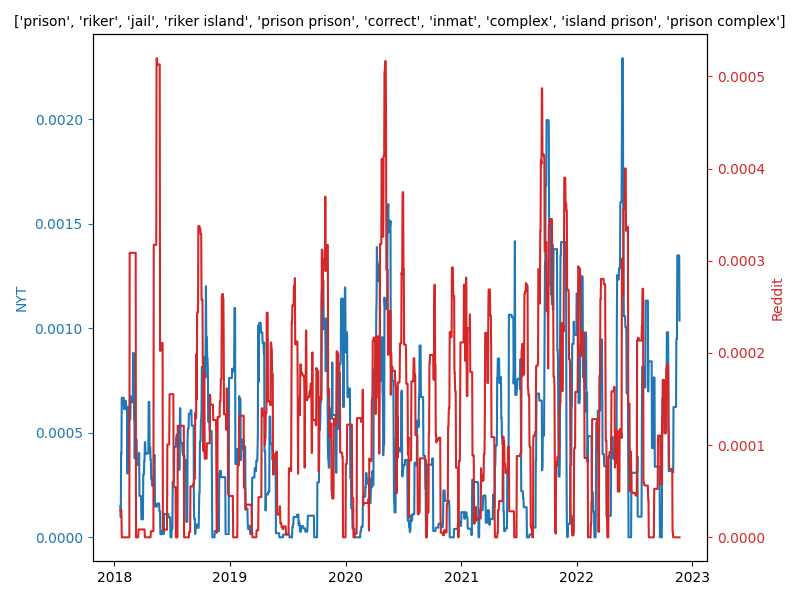 ['prison', 'riker', 'jail', 'riker island', 'prison prison', 'correct', 'inmat', 'complex', 'island prison', 'prison complex']
0.0020
0.0015
0.0010
0.0005
0.0000
NYT
0.0005
0.0004
0.0003
0.0002
0.0001
0.0000
Reddit
2018 2019 2020 2021 2022 2023